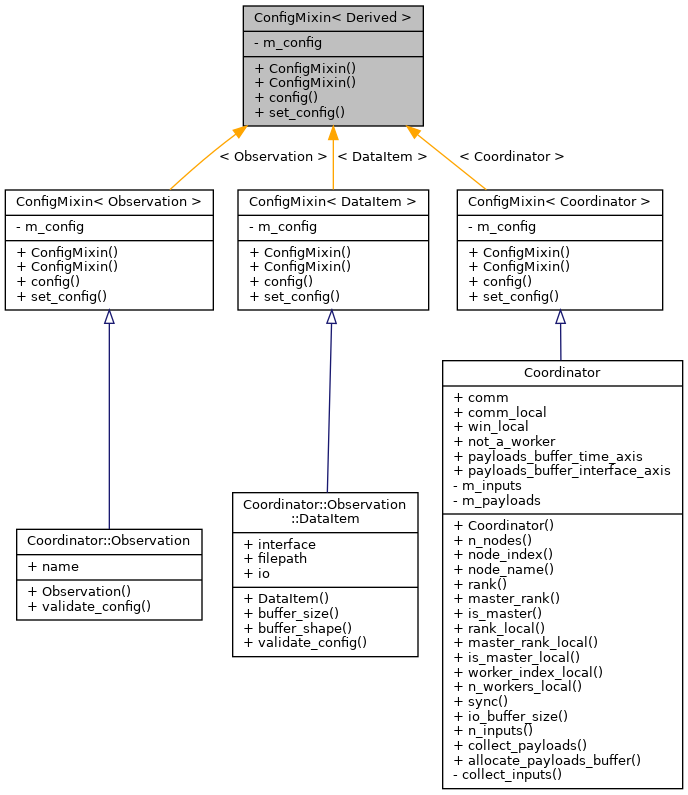 ConfigMixin< Derived >
- m_config
+ ConfigMixin()
+ ConfigMixin()
+ config()
+ set_config()
< Observation >
< DataItem >
< Coordinator >
ConfigMixin< Observation >
- m_config
+ ConfigMixin()
+ ConfigMixin()
+ config()
+ set_config()
ConfigMixin< DataItem >
- m_config
+ ConfigMixin()
+ ConfigMixin()
+ config()
+ set_config()
ConfigMixin< Coordinator >
- m_config
+ ConfigMixin()
+ ConfigMixin()
+ config()
+ set_config()
Coordinator::Observation
+ name
+ Observation()
+ validate_config()
Coordinator::Observation
::DataItem
+ interface
+ filepath
+ io
+ DataItem()
+ buffer_size()
+ buffer_shape()
+ validate_config()
Coordinator
+ comm
+ comm_local
+ win_local
+ not_a_worker
+ payloads_buffer_time_axis
+ payloads_buffer_interface_axis
- m_inputs
- m_payloads
+ Coordinator()
+ n_nodes()
+ node_index()
+ node_name()
+ rank()
+ master_rank()
+ is_master()
+ rank_local()
+ master_rank_local()
+ is_master_local()
+ worker_index_local()
+ n_workers_local()
+ sync()
+ io_buffer_size()
+ n_inputs()
+ collect_payloads()
+ allocate_payloads_buffer()
- collect_inputs()